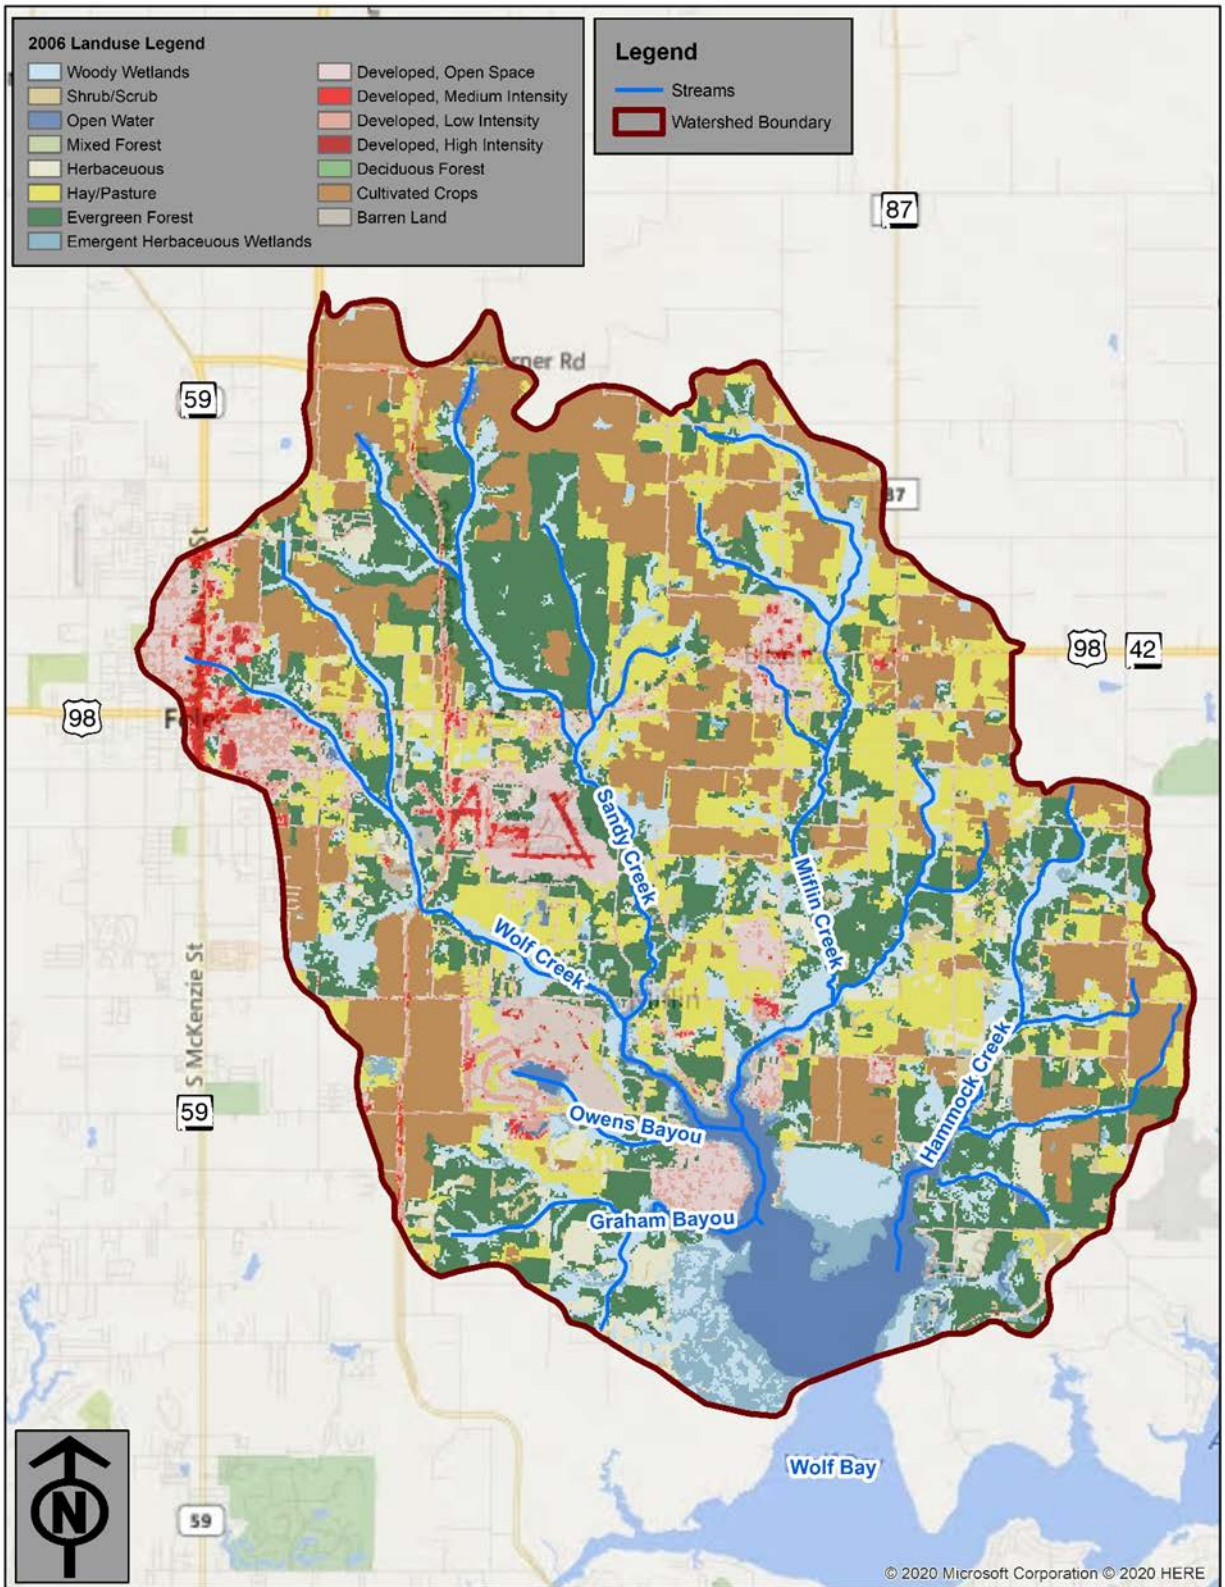 2006 Landuse Legend
Woody Wetlands
Shrub/Scrub
Open Water
Mixed Forest
Herbaceuous
Hay/Pasture
Evergreen Forest
Emergent Herbaceuous Wetlands
Developed, Open Space
Developed, Medium Intensity
Developed, Low Intensity
Developed, High Intensity
Deciduous Forest
Cultivated Crops
Barren Land
Legend
Streams
Watershed Boundary
87
Rd
59
87
St
98
42
98
Sandy Creek
Miflin Creek
Wolf Creek
S McKenzie St
Hammock Creek
59
Owens Bayou
Graham Bayou
Wolf Bay
N
59
© 2020 Microsoft Corporation © 2020 HERE